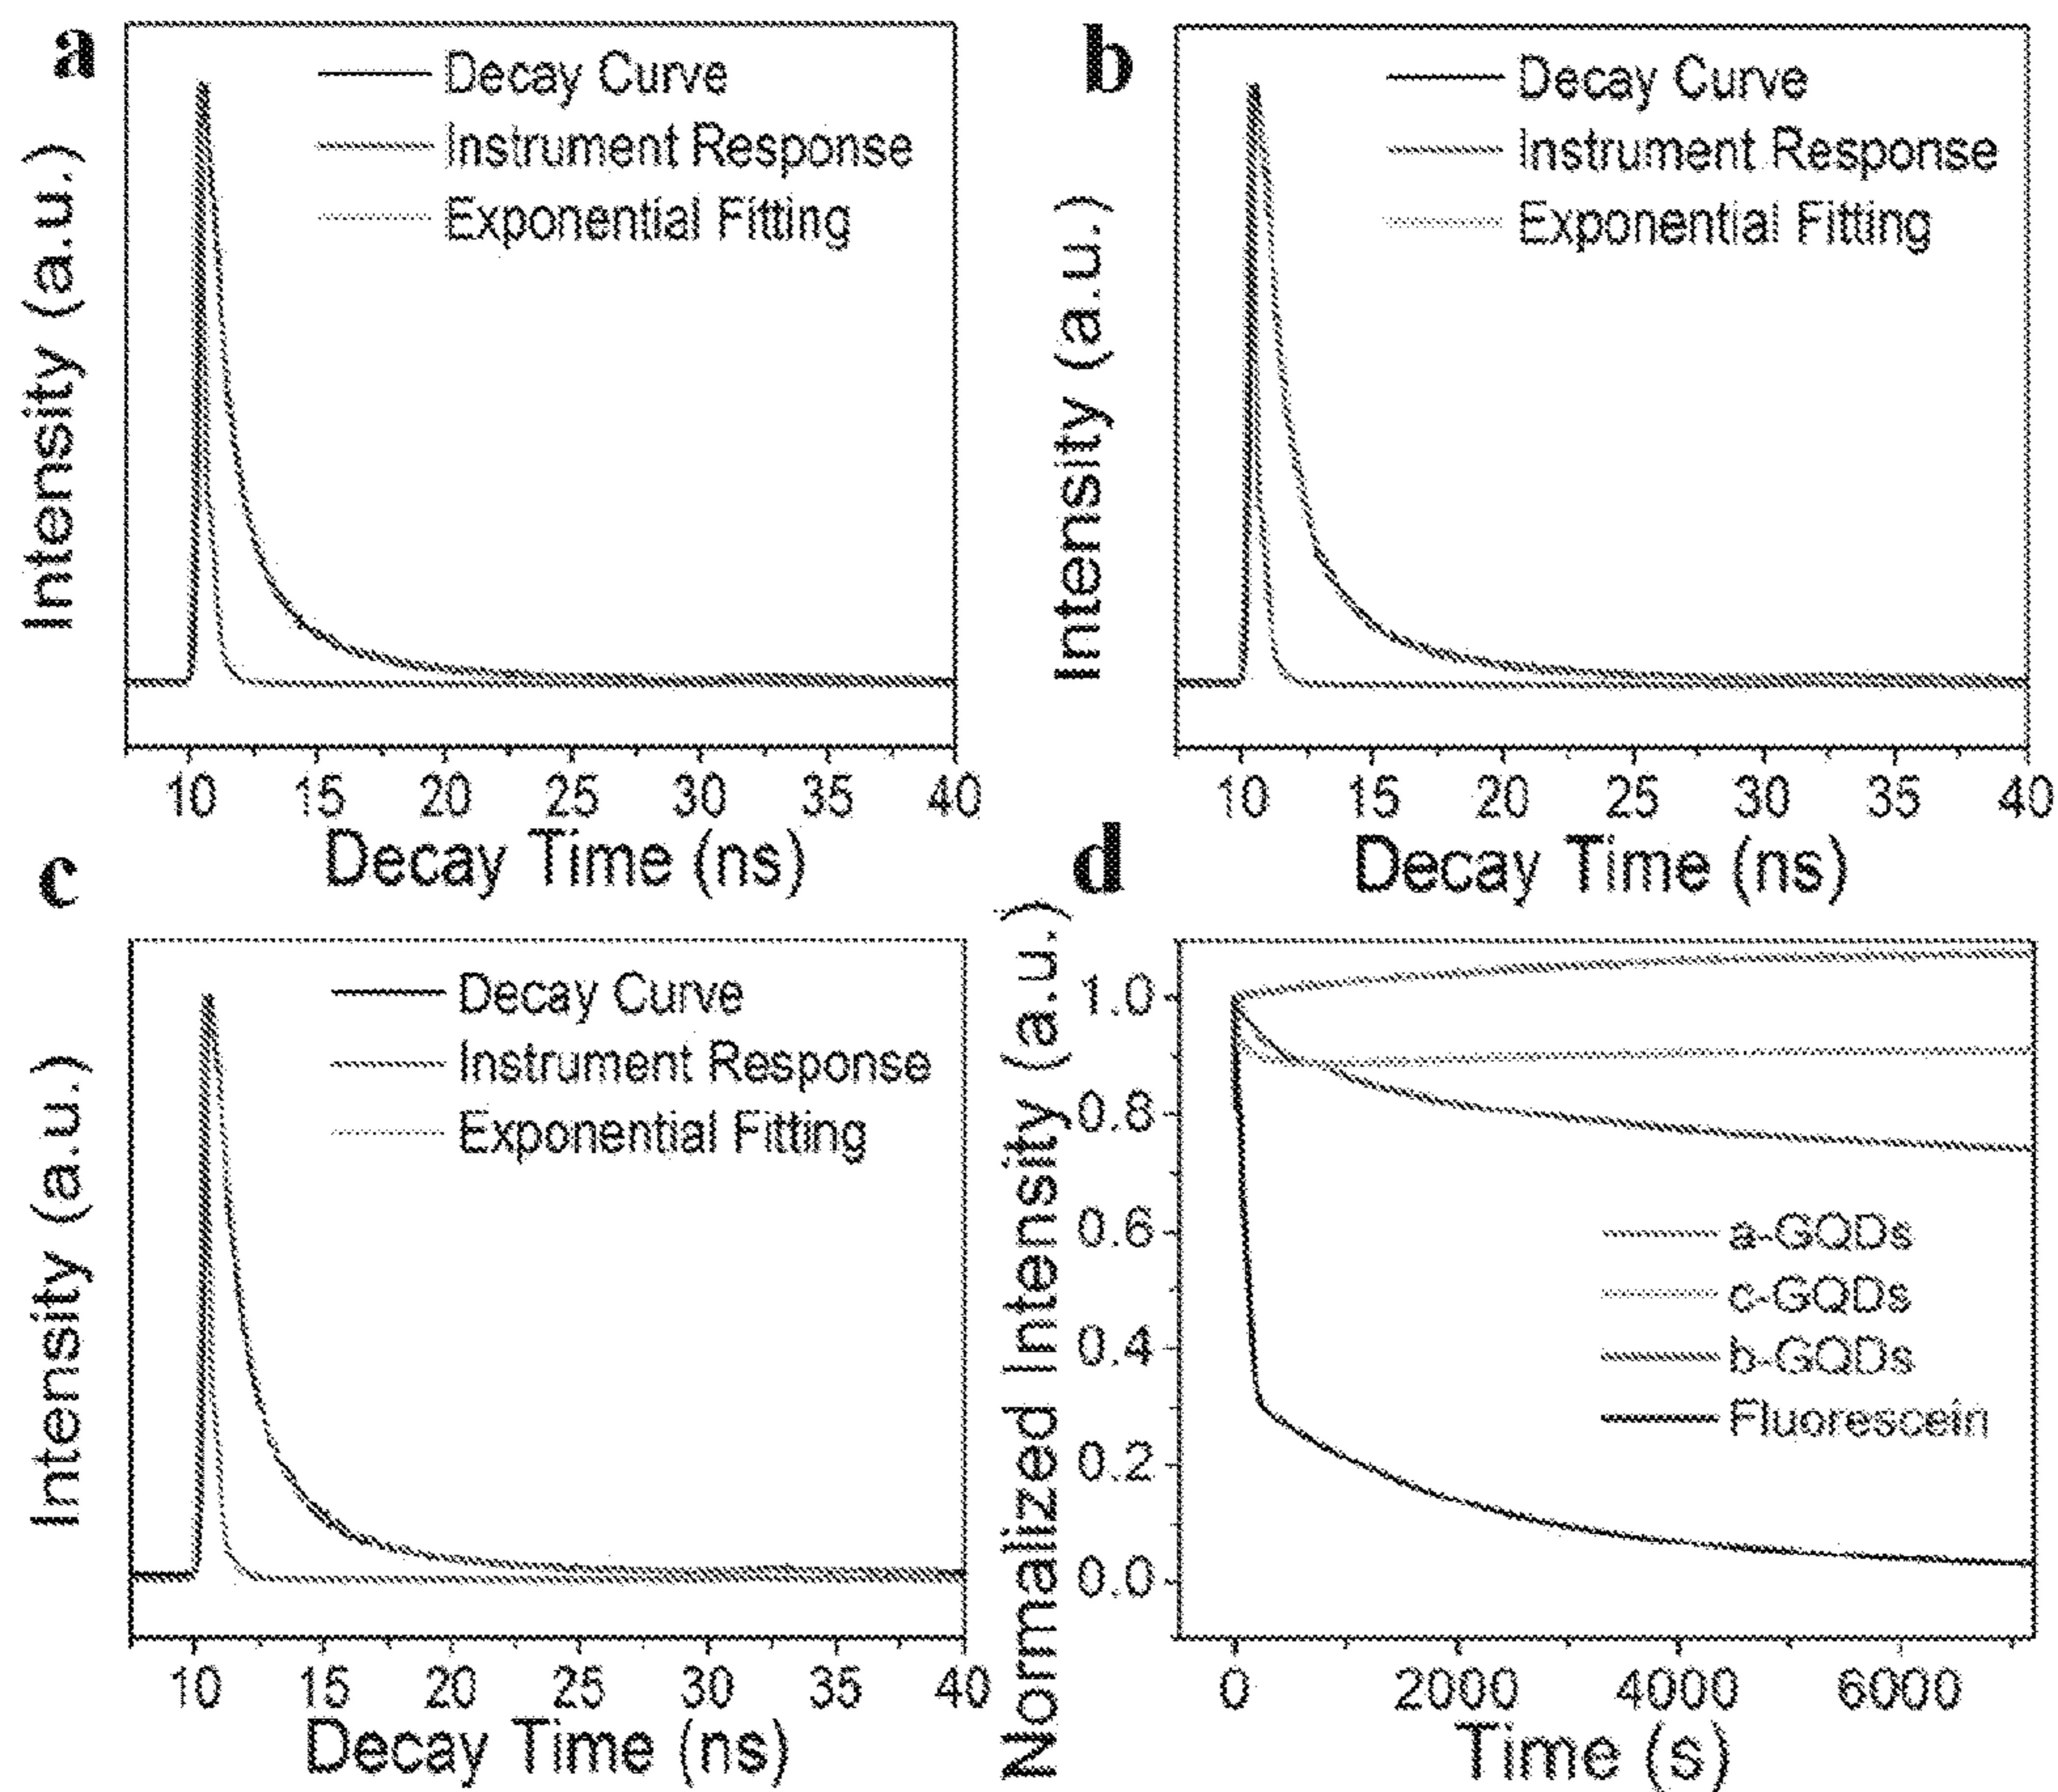 a
Decay Curve
Instrument Response
Exponential Fitting
Intensity (a.u.)
10 15 20 25 30 35 40
Decay Time (ns)
b
Decay Curve
Instrument Response
Exponential Fitting
Intensity (a.u.)
10 15 20 25 30 35 40
Decay Time (ns)
c
Decay Curve
Instrument Response
Exponential Fitting
Intensity (a.u.)
10 15 20 25 30 35 40
Decay Time (ns)
d
Normalized Intensity (a.u.)
1.0
0.8
0.6
0.4
0.2
0.0
a-GQDs
c-GQDs
b-GQDs
Fluorescein
0 2000 4000 6000
Time (s)